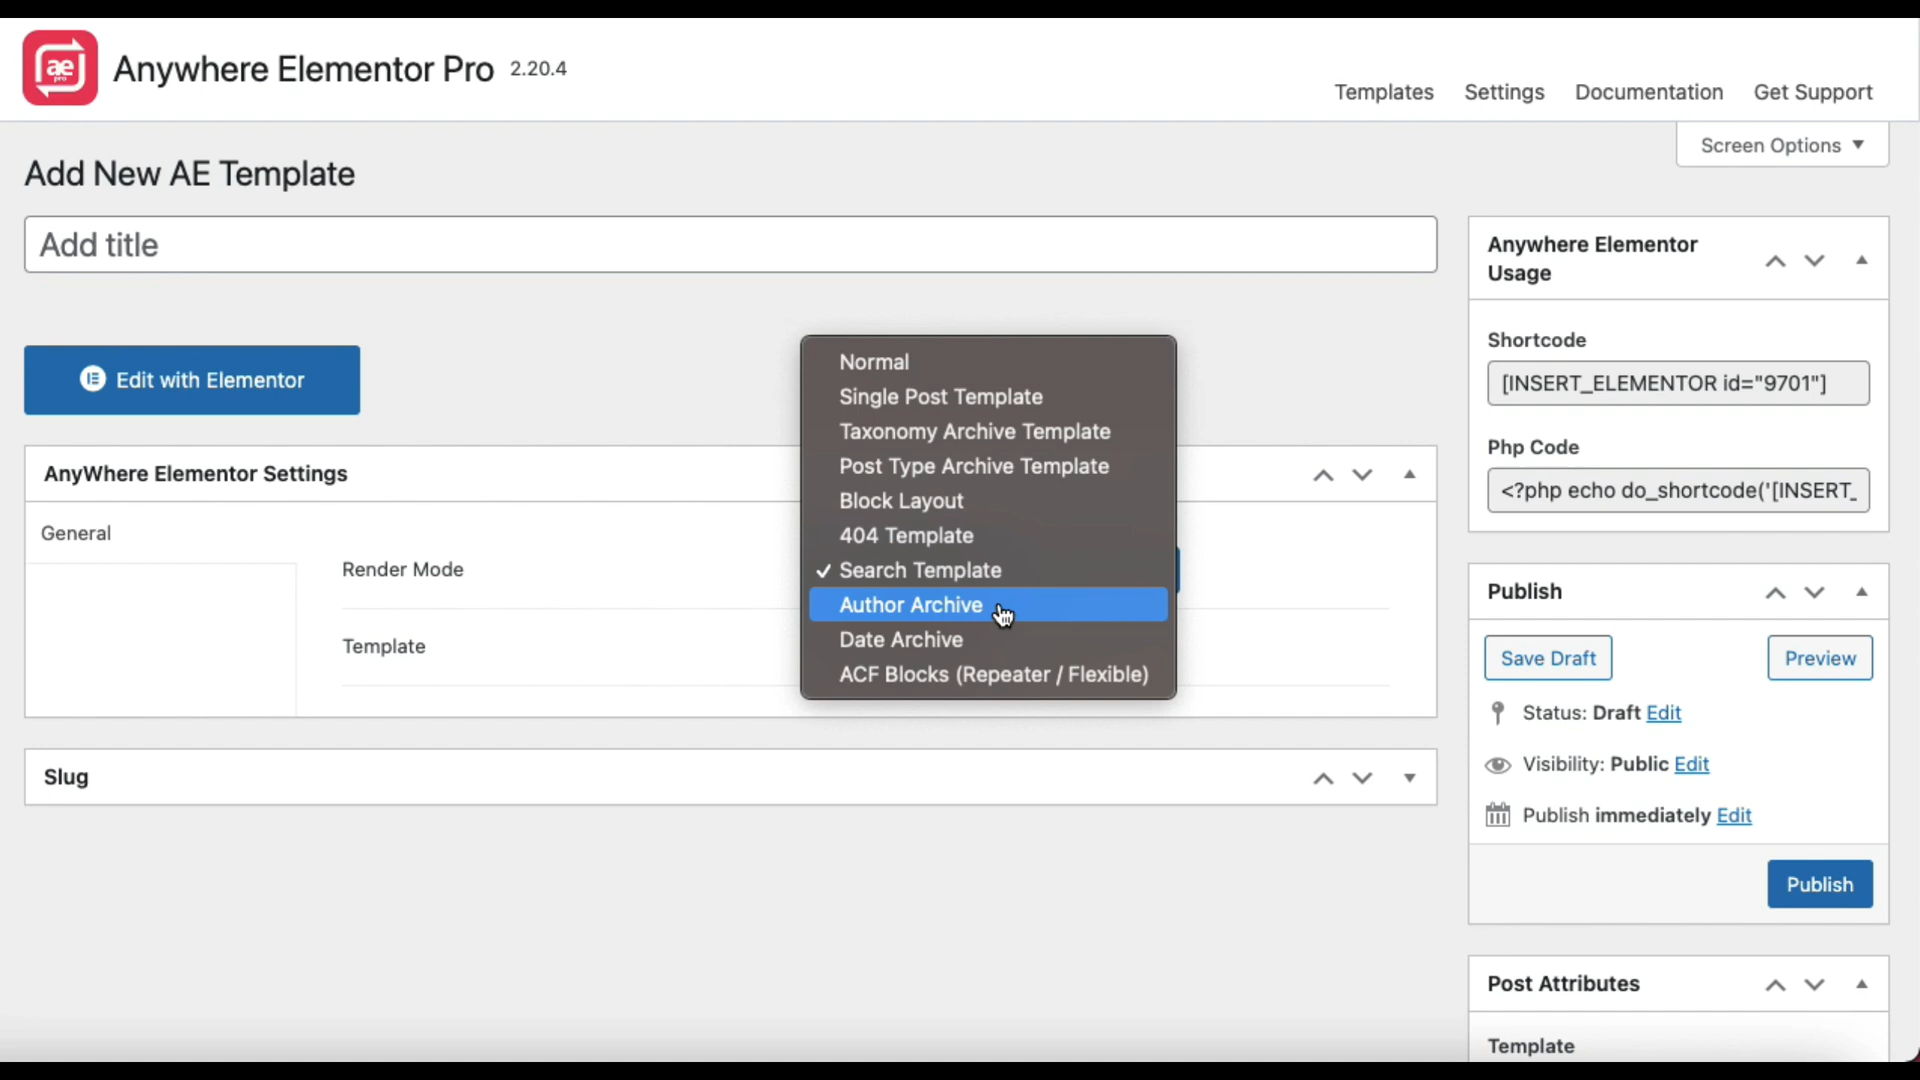 ae
pro
Anywhere Elementor Pro 2.20.4
Templates Settings Documentation Get Support
Screen Options ▼
Add New AE Template
Add title
Edit with Elementor
AnyWhere Elementor Settings
General
Render Mode
Template
Normal
Single Post Template
Taxonomy Archive Template
Post Type Archive Template
Block Layout
404 Template
✓ Search Template
Author Archive
Date Archive
ACF Blocks (Repeater / Flexible)
Slug
Anywhere Elementor
Usage
Shortcode
[INSERT_ELEMENTOR id="9701"]
Php Code
<?php echo do_shortcode('[INSERT_
Publish
Save Draft Preview
Status: Draft Edit
Visibility: Public Edit
Publish immediately Edit
Publish
Post Attributes
Template